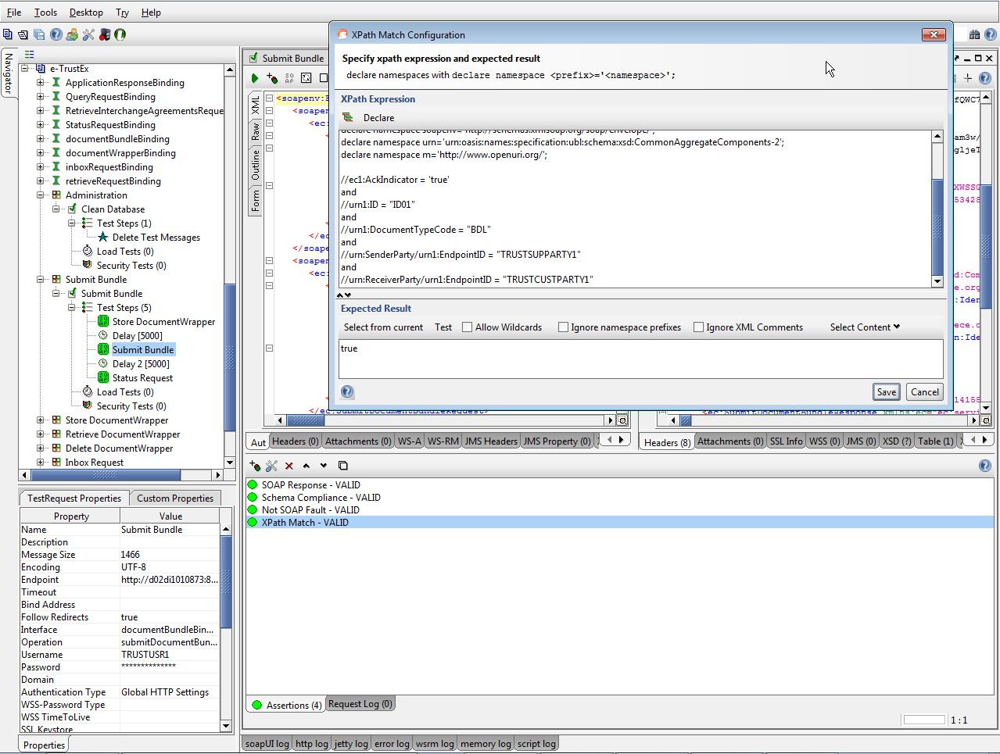 File Tools Desktop Try Help
Navigator
e-TrustEx
ApplicationResponseBinding
QueryRequestBinding
RetrieveInterchangeAgreementsReque
StatusRequestBinding
documentBundleBinding
documentWrapperBinding
inboxRequestBinding
retrieveRequestBinding
Administration
Clean Database
Test Steps (1)
Delete Test Messages
Load Tests (0)
Security Tests (0)
Submit Bundle
Submit Bundle
Test Steps (5)
Store DocumentWrapper
Delay [5000]
Submit Bundle
Delay 2 [5000]
Status Request
Load Tests (0)
Security Tests (0)
Store DocumentWrapper
Retrieve DocumentWrapper
Delete DocumentWrapper
Inbox Request
TestRequest Properties Custom Properties
Property Value
Name Submit Bundle
Description
Message Size 1466
Encoding UTF-8
Endpoint http://d02di1010873:8...
Timeout
Bind Address
Follow Redirects true
Interface documentBundleBin...
Operation submitDocumentBun...
Username TRUSTUSR1
Password **************
Domain
Authentication Type Global HTTP Settings
WSS-Password Type
WSS TimeToLive
SSL Keystore
Properties
Submit Bundle
XML
Raw
Outline
Form
<soapenv:E
<soapen
<ec:
</ec
</soape
<soapen
<ec:
XPath Match Configuration
Specify xpath expression and expected result
declare namespaces with declare namespace <prefix>='<namespace>';
XPath Expression
Declare
declare namespace soapenv='http://schemas.xmlsoap.org/soap/envelope/';
declare namespace urn='urn:oasis:names:specification:ubl:schema:xsd:CommonAggregateComponents-2';
declare namespace m='http://www.openuri.org/';
//ec1:AckIndicator = 'true'
and
//urn1:ID = "ID01"
and
//urn1:DocumentTypeCode = "BDL"
and
//urn:SenderParty/urn1:EndpointID = "TRUSTSUPPARTY1"
and
//urn:ReceiverParty/urn1:EndpointID = "TRUSTCUSTPARTY1"
Expected Result
Select from current Test Allow Wildcards Ignore namespace prefixes Ignore XML Comments Select Content
true
Save Cancel
fQWC7
am3w/
gljeT
XWSSG
53428
d:Com
e.org
:Iden
ece.o
n:Ide
14155
</ec:SubmitDocumentBundleRequest>
<ec:SubmitDocumentBundleResponse xmlns:ec="ec:servi
Aut Headers (0) Attachments (0) WS-A WS-RM JMS Headers JMS Property (0)
Headers (8) Attachments (0) SSL Info WSS (0) JMS (0) XSD (?) Table (1)
SOAP Response - VALID
Schema Compliance - VALID
Not SOAP Fault - VALID
XPath Match - VALID
Assertions (4) Request Log (0)
1 : 1
soapUI log http log jetty log error log wsrm log memory log script log